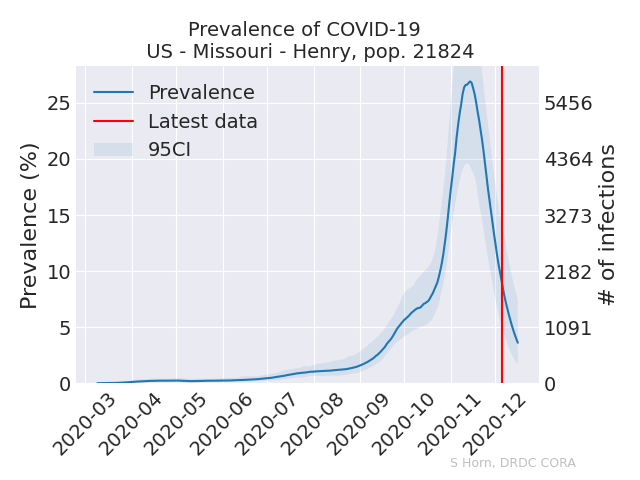 Prevalence of COVID-19
US - Missouri - Henry, pop. 21824
Prevalence
Latest data
95CI
Prevalence (%)
25
20
15
10
5
0
5456
4364
3273
2182
1091
0
# of infections
2020-03
2020-04
2020-05
2020-06
2020-07
2020-08
2020-09
2020-10
2020-11
2020-12
S Horn, DRDC CORA